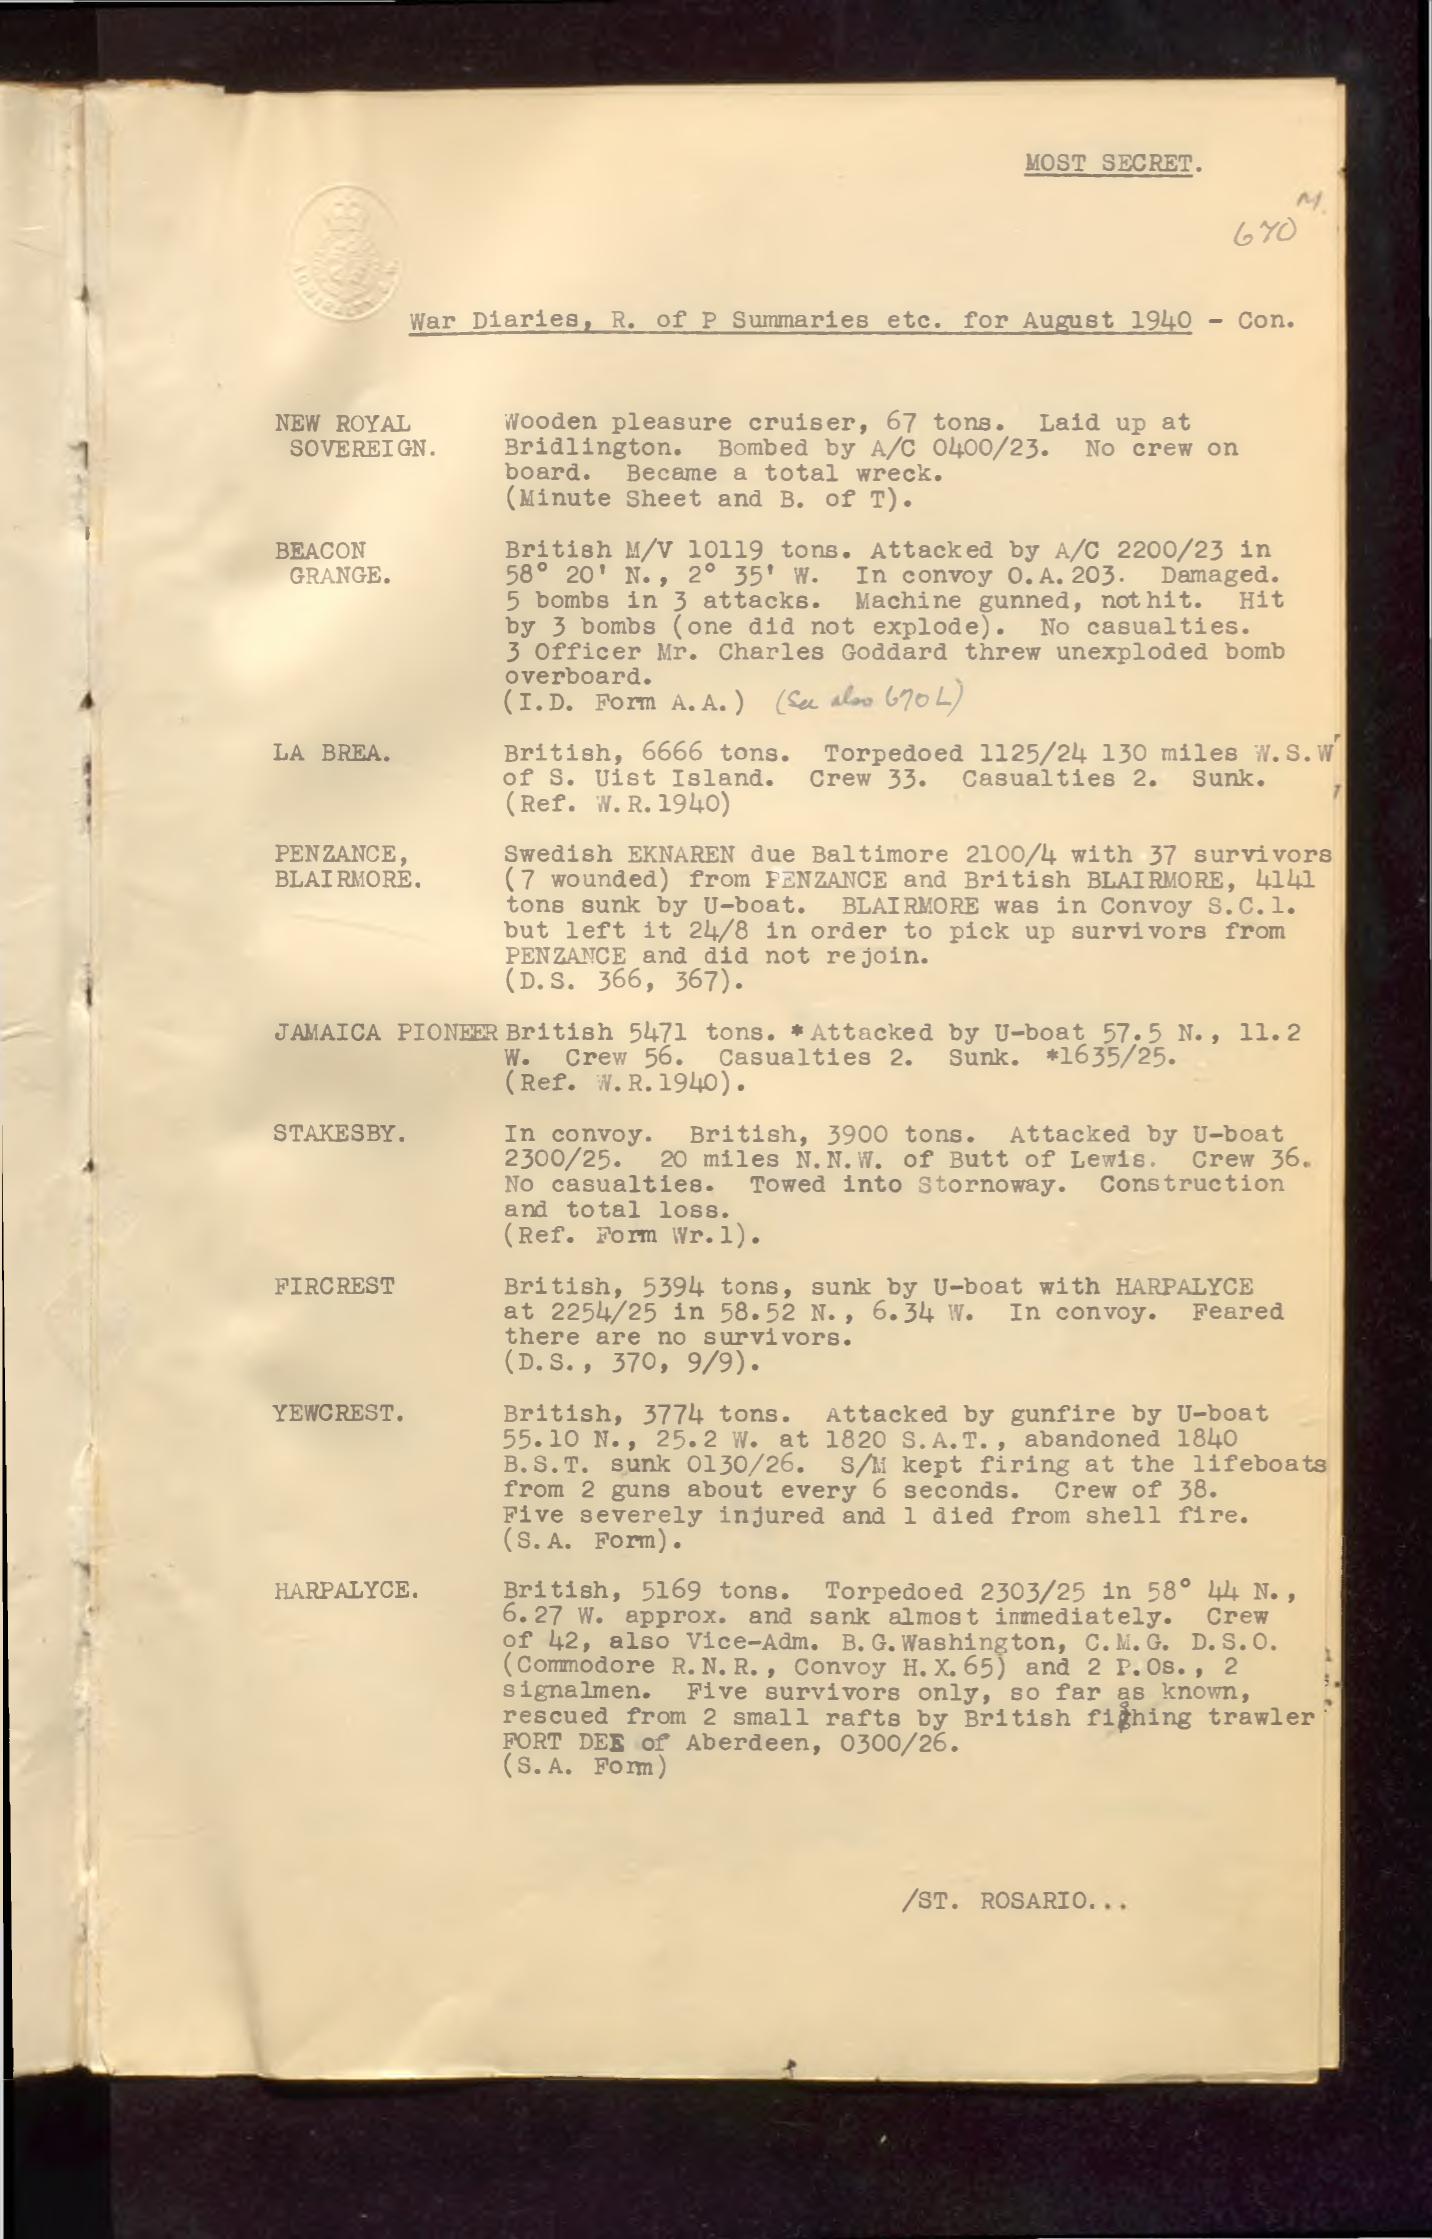 MOST SECRET.
M.
670
War Diaries, R. of P Summaries etc. for August 1940 - Con.
NEW ROYAL Wooden pleasure cruiser, 67 tons. Laid up at
SOVEREIGN. Bridlington. Bombed by A/C 0400/23. No crew on
board. Became a total wreck.
(Minute Sheet and B. of T).
BEACON British M/V 10119 tons. Attacked by A/C 2200/23 in
GRANGE. 58° 20' N., 2° 35' W. In convoy O.A.203. Damaged.
5 bombs in 3 attacks. Machine gunned, not hit. Hit
by 3 bombs (one did not explode). No casualties.
3 Officer Mr. Charles Goddard threw unexploded bomb
overboard.
(I.D. Form A.A.) (See also 670L)
LA BREA. British, 6666 tons. Torpedoed 1125/24 130 miles W.S.W
of S. Uist Island. Crew 33. Casualties 2. Sunk.
(Ref. W.R.1940)
PENZANCE, Swedish EKNAREN due Baltimore 2100/4 with 37 survivors
BLAIRMORE. (7 wounded) from PENZANCE and British BLAIRMORE, 4141
tons sunk by U-boat. BLAIRMORE was in Convoy S.C.1.
but left it 24/8 in order to pick up survivors from
PENZANCE and did not rejoin.
(D.S. 366, 367).
JAMAICA PIONEER British 5471 tons. *Attacked by U-boat 57.5 N., 11.2
W. Crew 56. Casualties 2. Sunk. *1635/25.
(Ref. W.R.1940).
STAKESBY. In convoy. British, 3900 tons. Attacked by U-boat
2300/25. 20 miles N.N.W. of Butt of Lewis. Crew 36.
No casualties. Towed into Stornoway. Construction
and total loss.
(Ref. Form Wr.1).
FIRCREST British, 5394 tons, sunk by U-boat with HARPALYCE
at 2254/25 in 58.52 N., 6.34 W. In convoy. Feared
there are no survivors.
(D.S., 370, 9/9).
YEWCREST. British, 3774 tons. Attacked by gunfire by U-boat
55.10 N., 25.2 W. at 1820 S.A.T., abandoned 1840
B.S.T. sunk 0130/26. S/M kept firing at the lifeboats
from 2 guns about every 6 seconds. Crew of 38.
Five severely injured and 1 died from shell fire.
(S.A. Form).
HARPALYCE. British, 5169 tons. Torpedoed 2303/25 in 58° 44 N.,
6.27 W. approx. and sank almost immediately. Crew
of 42, also Vice-Adm. B.G.Washington, C.M.G. D.S.O.
(Commodore R.N.R., Convoy H.X.65) and 2 P.Os., 2
signalmen. Five survivors only, so far as known,
rescued from 2 small rafts by British fishing trawler
FORT DEE of Aberdeen, 0300/26.
(S.A. Form)
/ST. ROSARIO...